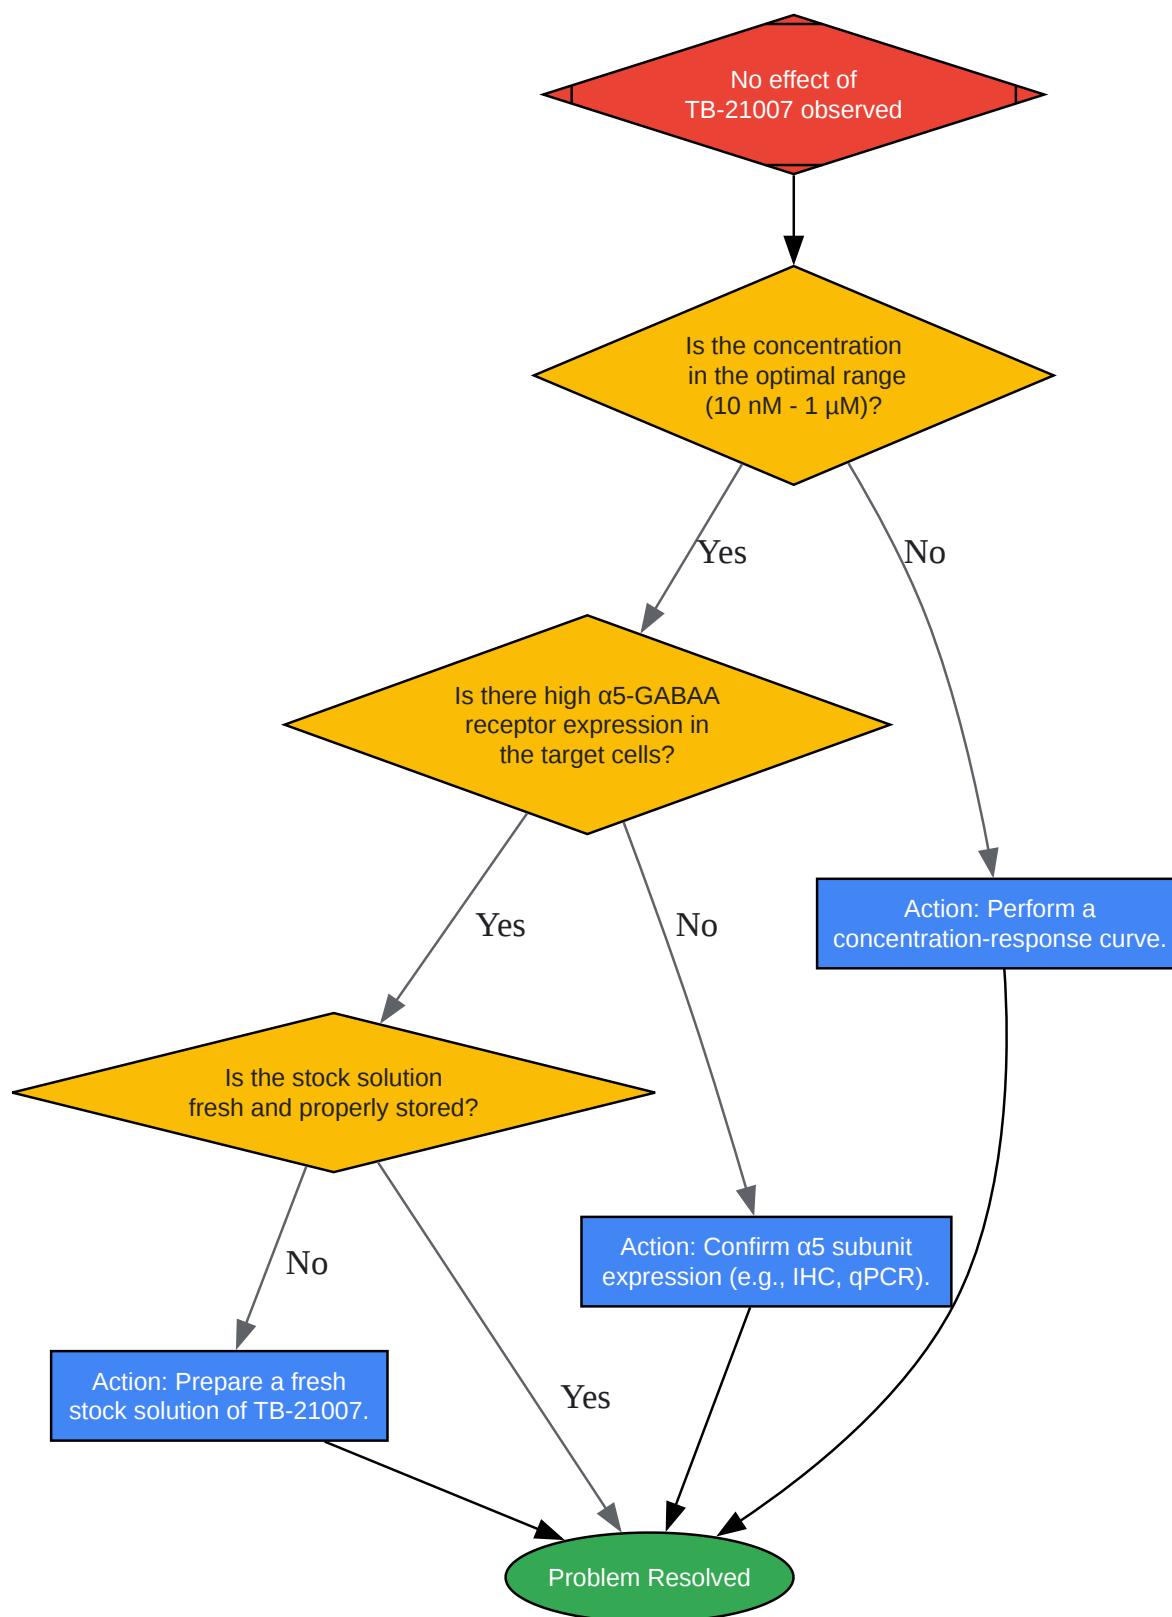 No effect of
TB-21007 observed
Is the concentration
in the optimal range
(10 nM - 1 µM)?
Yes
No
Is there high α5-GABAA
receptor expression in
the target cells?
Yes
No
Action: Perform a
concentration-response curve.
Is the stock solution
fresh and properly stored?
No
Yes
Action: Confirm α5 subunit
expression (e.g., IHC, qPCR).
Action: Prepare a fresh
stock solution of TB-21007.
Problem Resolved